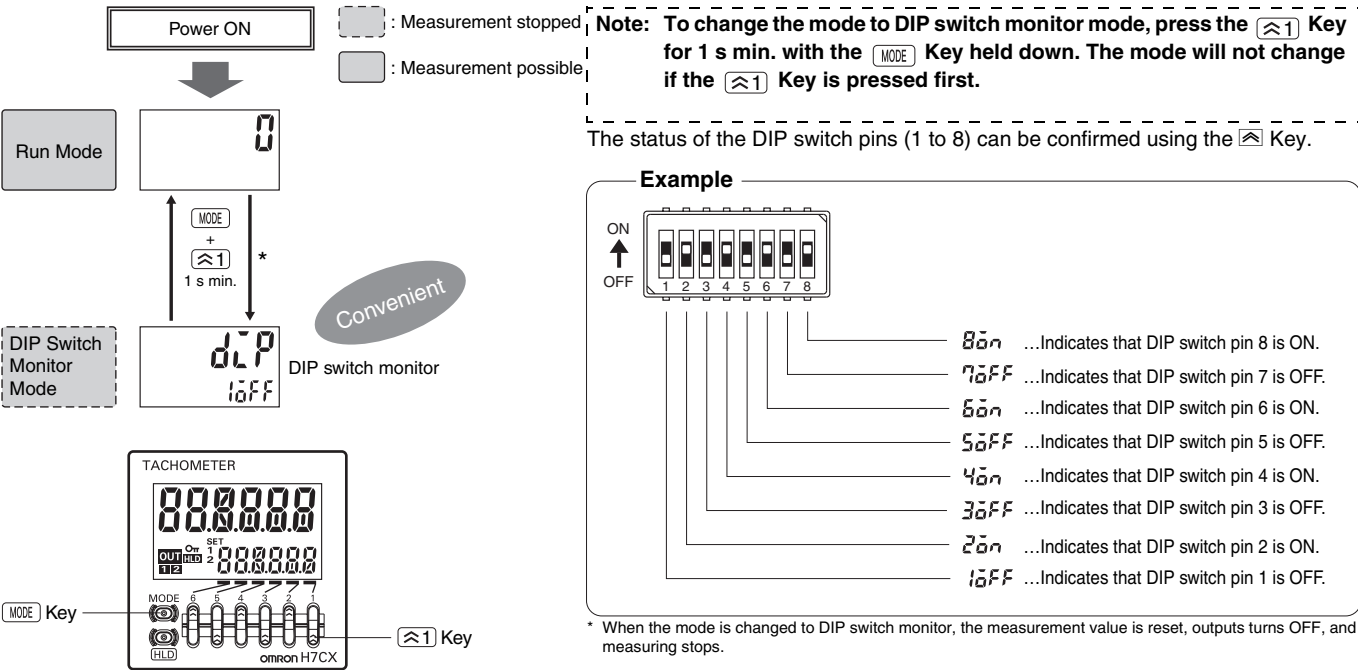 Power ON
: Measurement stopped
: Measurement possible
Run Mode
0
MODE
+
1
1 s min.
*
Convenient
DIP Switch
Monitor
Mode
dip
1oFF
DIP switch monitor
TACHOMETER
888.8.8.8
OUT
1 2
HLD
SET
1
2
888.8.8.8
MODE
6 5 4 3 2 1
HLD
OMRON H7CX
MODE Key
1 Key
Note: To change the mode to DIP switch monitor mode, press the 1 Key
for 1 s min. with the MODE Key held down. The mode will not change
if the 1 Key is pressed first.
The status of the DIP switch pins (1 to 8) can be confirmed using the Key.
Example
ON
OFF
1 2 3 4 5 6 7 8
8on ...Indicates that DIP switch pin 8 is ON.
7oFF ...Indicates that DIP switch pin 7 is OFF.
6on ...Indicates that DIP switch pin 6 is ON.
5oFF ...Indicates that DIP switch pin 5 is OFF.
4on ...Indicates that DIP switch pin 4 is ON.
3oFF ...Indicates that DIP switch pin 3 is OFF.
2on ...Indicates that DIP switch pin 2 is ON.
1oFF ...Indicates that DIP switch pin 1 is OFF.
* When the mode is changed to DIP switch monitor, the measurement value is reset, outputs turns OFF, and
measuring stops.